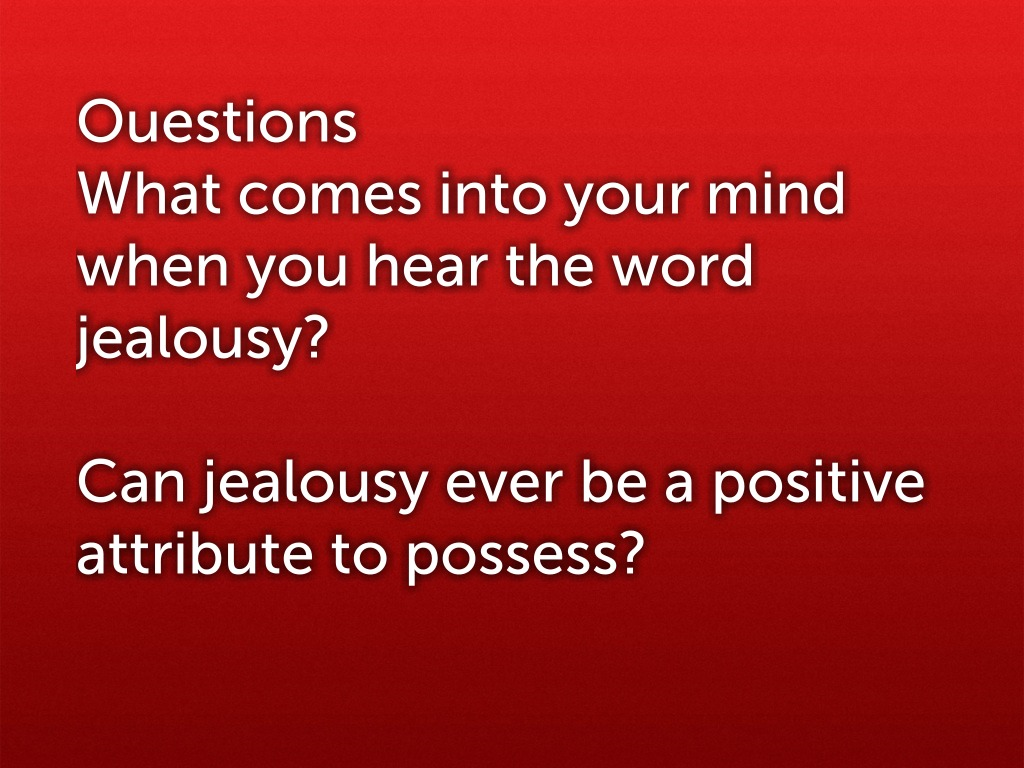 Ouestions
What comes into your mind
when you hear the word
jealousy?
Can jealousy ever be a positive
attribute to possess?